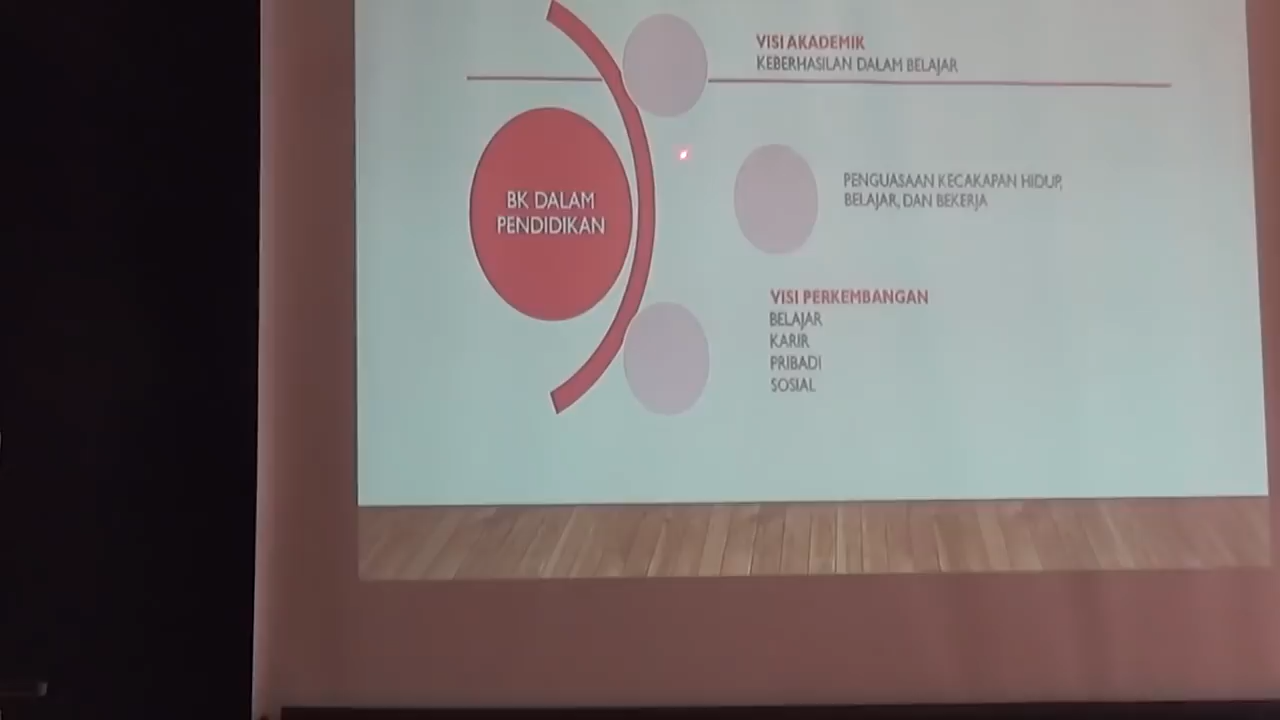 VISI AKADEMIK
KEBERHASILAN DALAM BELAJAR
BK DALAM
PENDIDIKAN
PENGUASAAN KECAKAPAN HIDUP,
BELAJAR, DAN BEKERJA
VISI PERKEMBANGAN
BELAJAR
KARIR
PRIBADI
SOSIAL